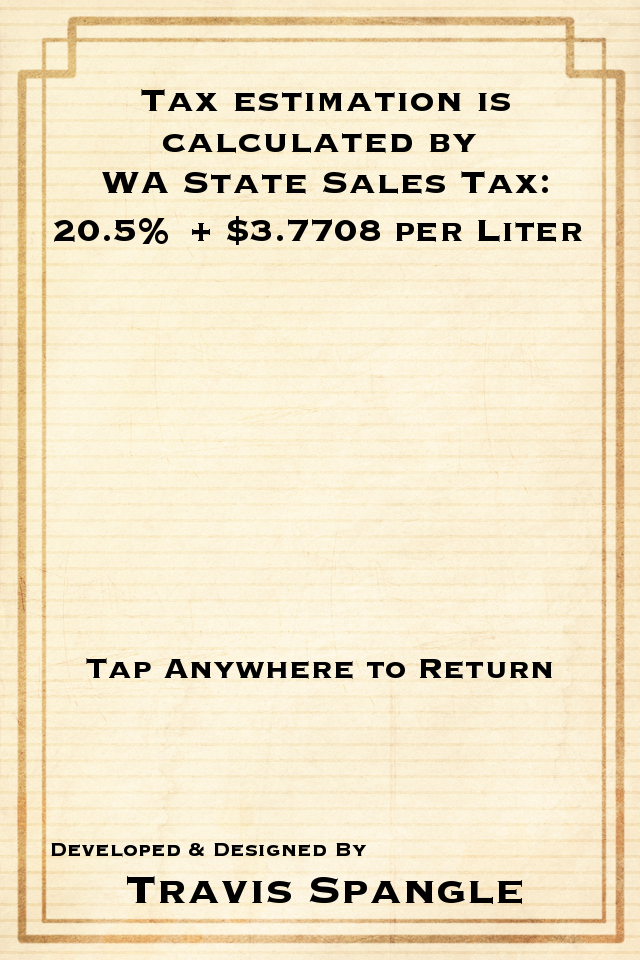 Tax estimation is
calculated by
WA State Sales Tax:
20.5% + $3.7708 per Liter
Tap Anywhere to Return
Developed & Designed By
Travis Spangle